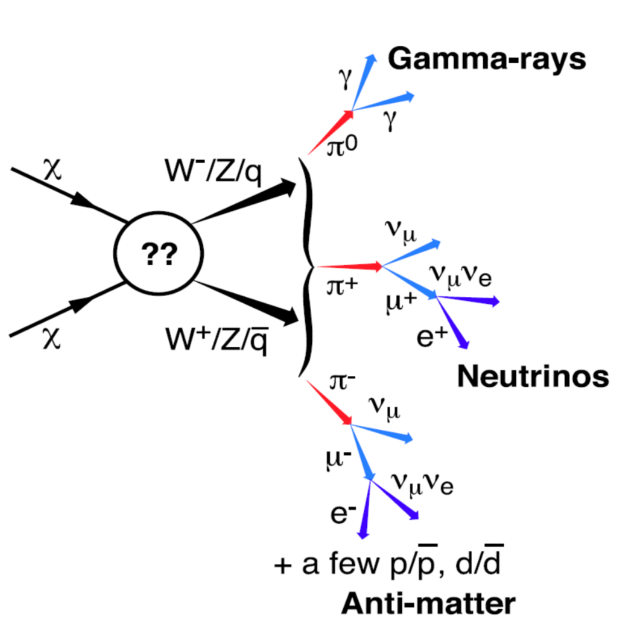 γ
Gamma-rays
γ
π0
χ
W-/Z/q
??
νμ
π+
νμνe
μ+
e+
χ
W+/Z/q̅
Neutrinos
π-
νμ
μ-
νμνe
e-
+ a few p/p̅, d/d̅
Anti-matter